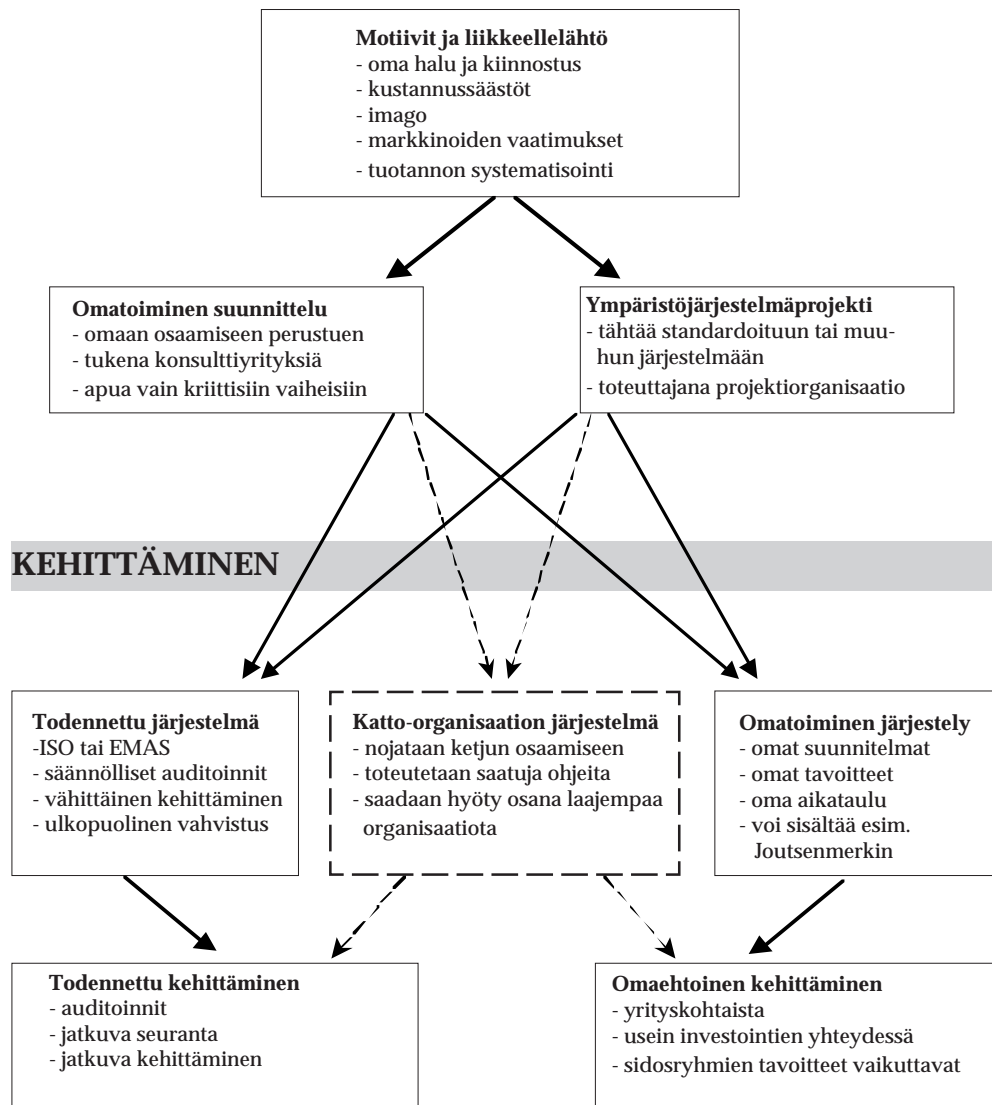 Motiivit ja liikkeellelähtö
- oma halu ja kiinnostus
- kustannussäästöt
- imago
- markkinoiden vaatimukset
- tuotannon systematisointi
Omatoiminen suunnittelu
- omaan osaamiseen perustuen
- tukena konsulttiyrityksiä
- apua vain kriittisiin vaiheisiin
Ympäristöjärjestelmäprojekti
- tähtää standardoituun tai muu-
hun järjestelmään
- toteuttajana projektiorganisaatio
KEHITTÄMINEN
Todennettu järjestelmä
-ISO tai EMAS
- säännölliset auditoinnit
- vähittäinen kehittäminen
- ulkopuolinen vahvistus
Katto-organisaation järjestelmä
- nojataan ketjun osaamiseen
- toteutetaan saatuja ohjeita
- saadaan hyöty osana laajempaa
organisaatiota
Omatoiminen järjestely
- omat suunnitelmat
- omat tavoitteet
- oma aikataulu
- voi sisältää esim.
Joutsenmerkin
Todennettu kehittäminen
- auditoinnit
- jatkuva seuranta
- jatkuva kehittäminen
Omaehtoinen kehittäminen
- yrityskohtaista
- usein investointien yhteydessä
- sidosryhmien tavoitteet vaikuttavat